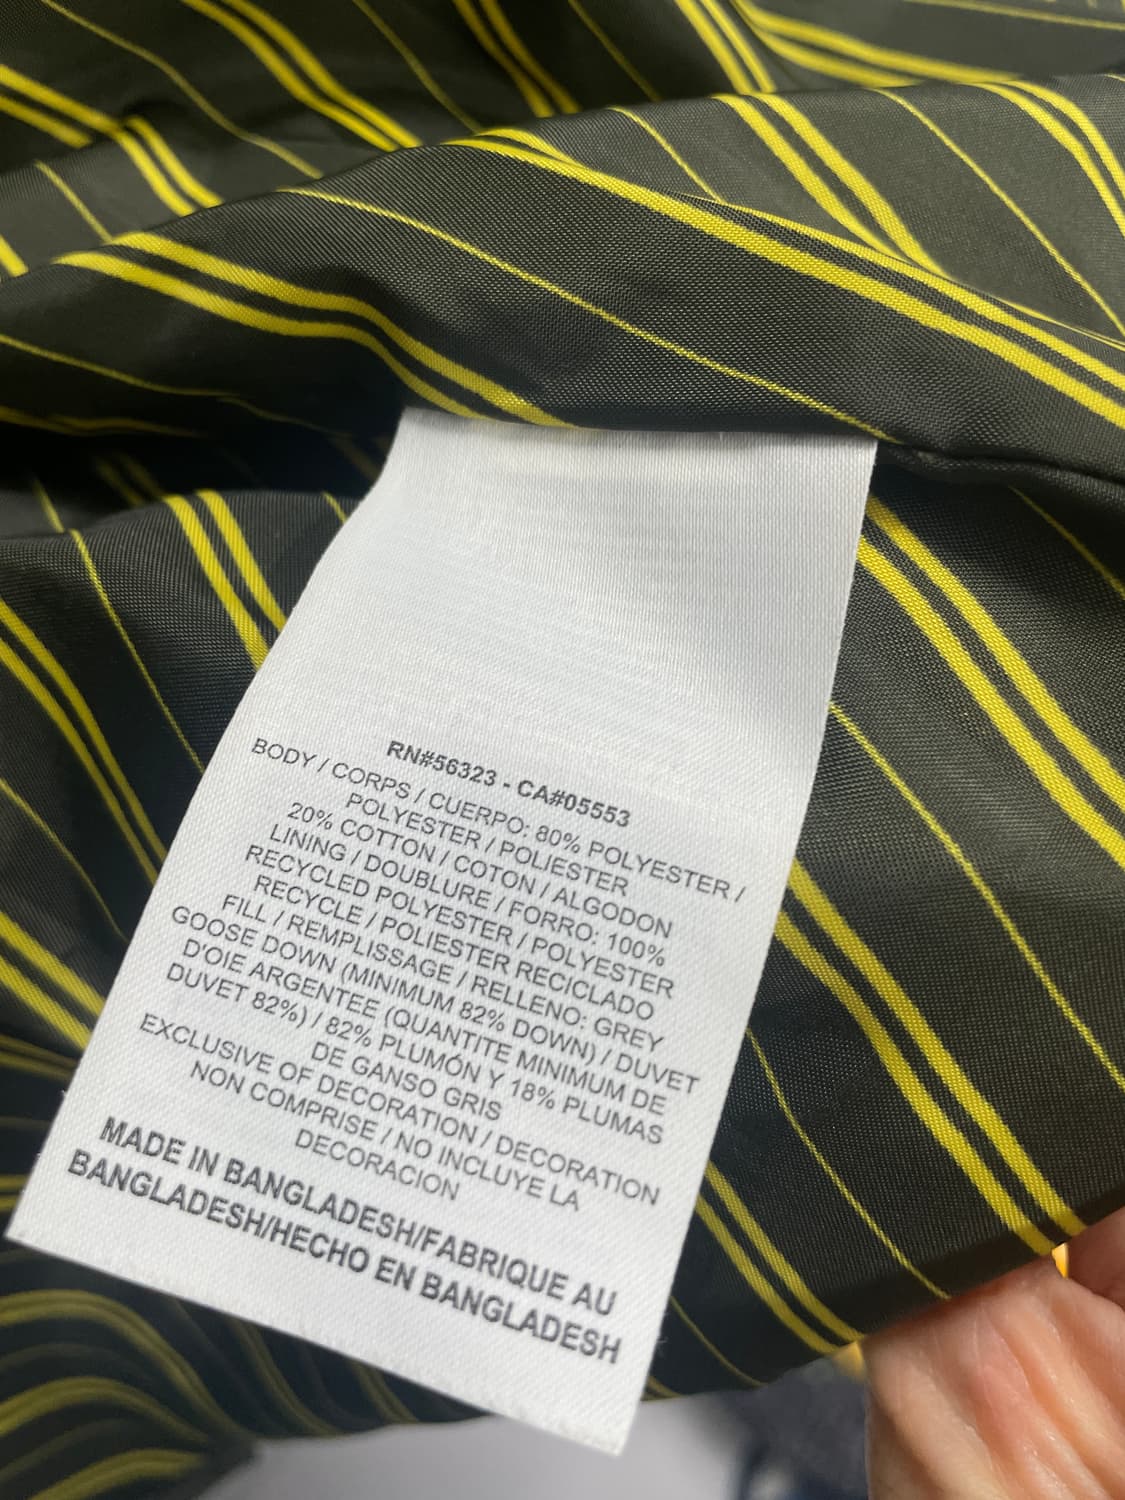 RN#56323 - CA#05553
BODY / CORPS / CUERPO: 80% POLYESTER /
POLYESTER / POLIESTER
20% COTTON / COTON / ALGODON
LINING / DOUBLURE / FORRO: 100%
RECYCLED POLYESTER / POLYESTER
RECYCLE / POLIESTER RECICLADO
FILL / REMPLISSAGE / RELLENO: GREY
GOOSE DOWN (MINIMUM 82% DOWN) / DUVET
D'OIE ARGENTEE (QUANTITE MINIMUM DE
DUVET 82%) / 82% PLUMÓN Y 18% PLUMAS
DE GANSO GRIS
EXCLUSIVE OF DECORATION / DECORATION
NON COMPRISE / NO INCLUYE LA
DECORACION
MADE IN BANGLADESH/FABRIQUE AU
BANGLADESH/HECHO EN BANGLADESH